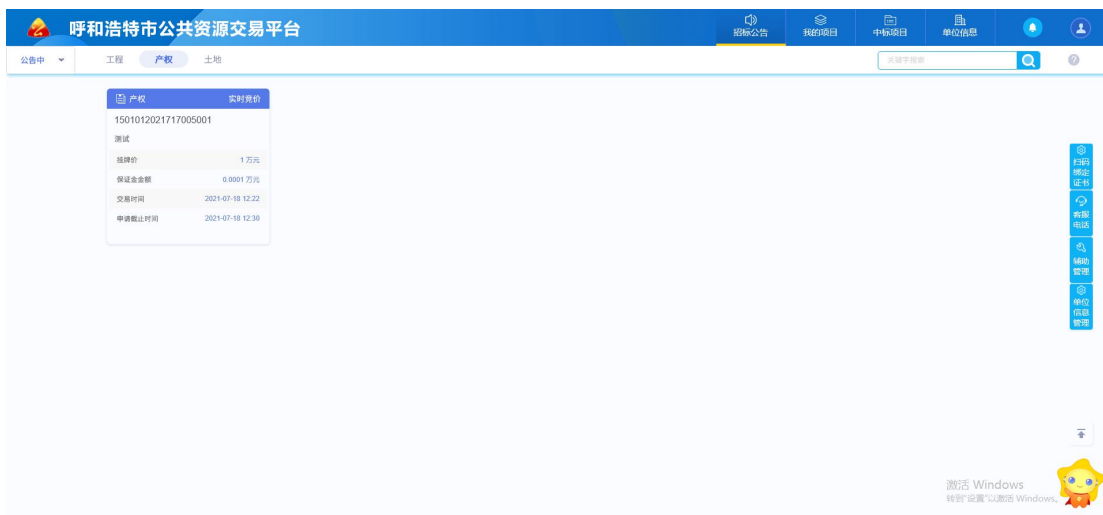 呼和浩特市公共资源交易平台
招标公告
我的项目
中标项目
单位信息
公告中
工程
产权
土地
关键字搜索
产权
实时竞价
1501012021717005001
测试
挂牌价
1 万元
保证金金额
0.0001 万元
交易时间
2021-07-18 12:22
申请截止时间
2021-07-18 12:30
扫码
绑定
证书
客服
电话
辅助
管理
单位
信息
管理
激活 Windows
转到"设置"以激活 Windows。